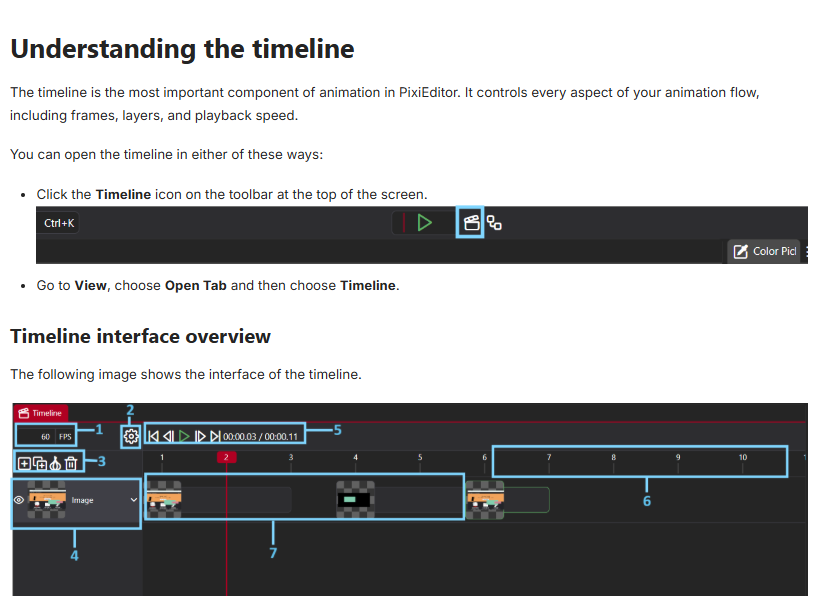 Understanding the timeline
The timeline is the most important component of animation in PixiEditor. It controls every aspect of your animation flow,
including frames, layers, and playback speed.
You can open the timeline in either of these ways:
• Click the Timeline icon on the toolbar at the top of the screen.
Ctrl+K
Color Picl
• Go to View, choose Open Tab and then choose Timeline.
Timeline interface overview
The following image shows the interface of the timeline.
Timeline
2
60 FPS
1
00:00.03 / 00:00.11
5
3
1 2 3 4 5 6 7 8 9 10
Image
6
4
7